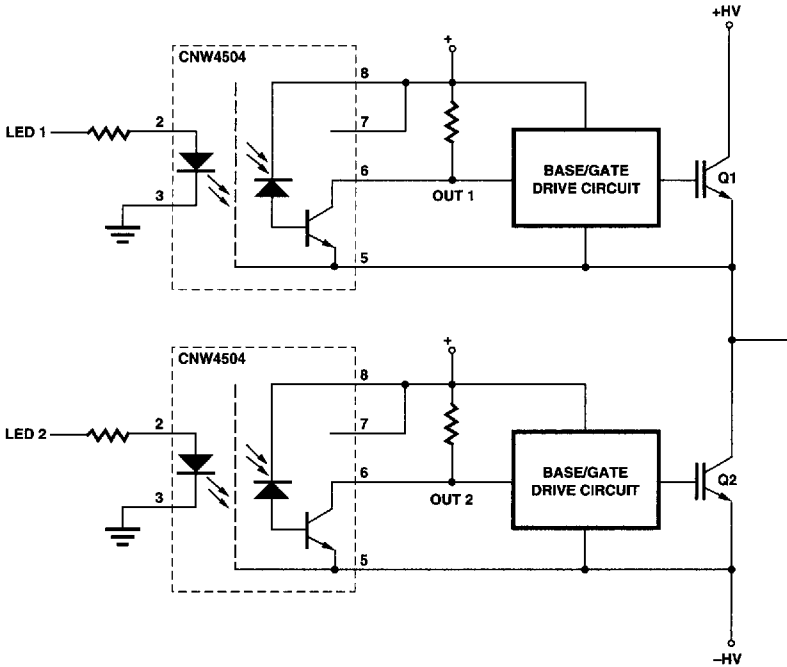 +HV
CNW4504
+
8
2
LED 1
7
BASE/GATE
DRIVE CIRCUIT
Q1
6
3
OUT 1
5
CNW4504
+
8
2
LED 2
7
BASE/GATE
DRIVE CIRCUIT
Q2
6
3
OUT 2
5
–HV